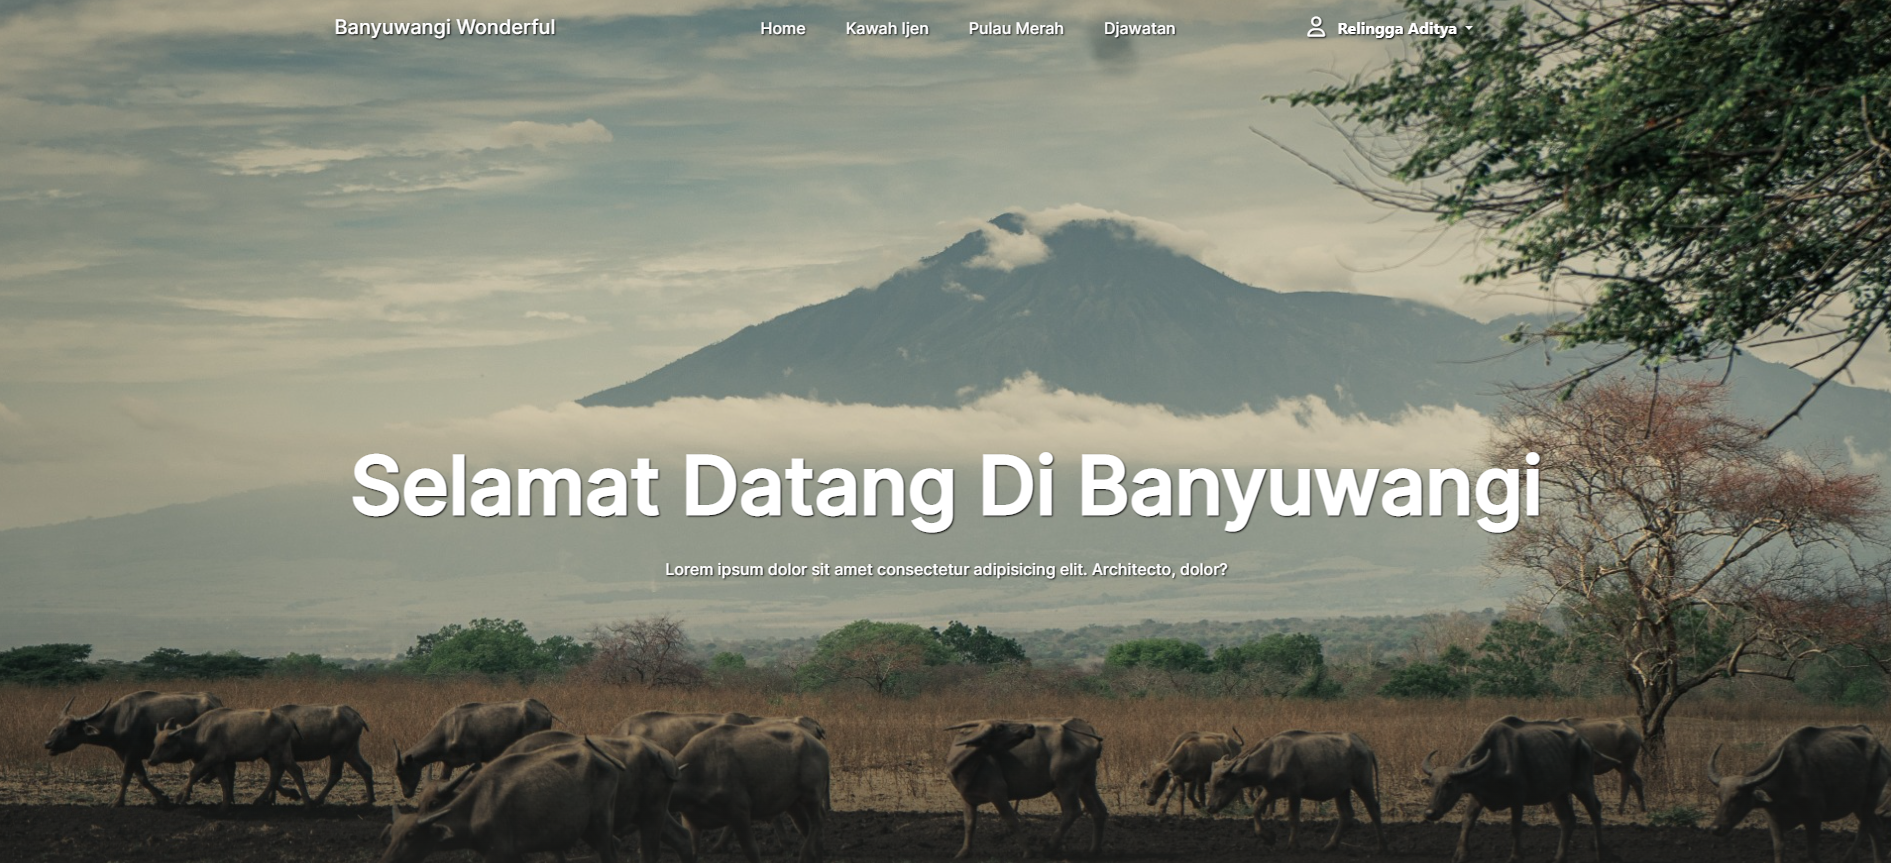 Banyuwangi Wonderful
Home Kawah Ijen Pulau Merah Djawatan
Relingga Aditya
Selamat Datang Di Banyuwangi
Lorem ipsum dolor sit amet consectetur adipisicing elit. Architecto, dolor?